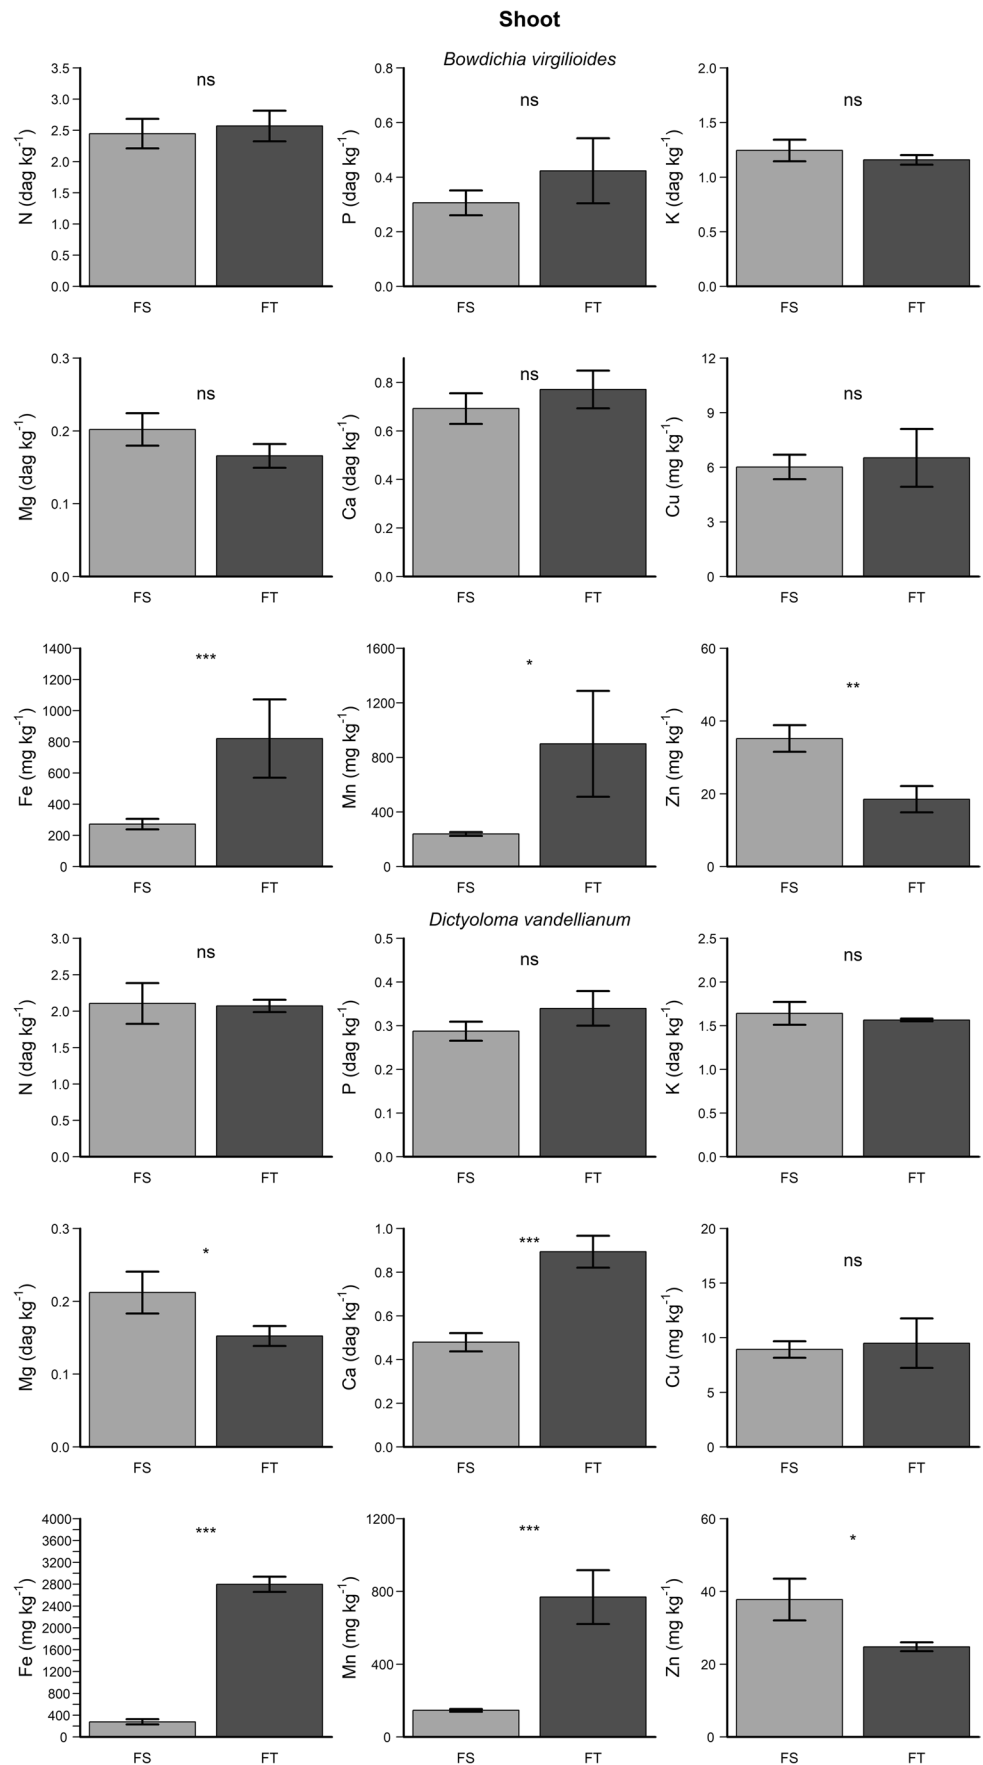 Shoot
Bowdichia virgilioides
N (dag kg⁻¹)
3.5
3.0
2.5
2.0
1.5
1.0
0.5
0.0
ns
FS FT
P (dag kg⁻¹)
0.8
0.6
0.4
0.2
0.0
ns
FS FT
K (dag kg⁻¹)
2.0
1.5
1.0
0.5
0.0
ns
FS FT
Mg (dag kg⁻¹)
0.3
0.2
0.1
0.0
ns
FS FT
Ca (dag kg⁻¹)
0.8
0.6
0.4
0.2
0.0
ns
FS FT
Cu (mg kg⁻¹)
12
9
6
3
0
ns
FS FT
Fe (mg kg⁻¹)
1400
1200
1000
800
600
400
200
0
***
FS FT
Mn (mg kg⁻¹)
1600
1200
800
400
0
*
FS FT
Zn (mg kg⁻¹)
60
40
20
0
**
FS FT
Dictyoloma vandellianum
N (dag kg⁻¹)
3.0
2.5
2.0
1.5
1.0
0.5
0.0
ns
FS FT
P (dag kg⁻¹)
0.5
0.4
0.3
0.2
0.1
0.0
ns
FS FT
K (dag kg⁻¹)
2.5
2.0
1.5
1.0
0.5
0.0
ns
FS FT
Mg (dag kg⁻¹)
0.3
0.2
0.1
0.0
*
FS FT
Ca (dag kg⁻¹)
1.0
0.8
0.6
0.4
0.2
0.0
***
FS FT
Cu (mg kg⁻¹)
20
15
10
5
0
ns
FS FT
Fe (mg kg⁻¹)
4000
3600
3200
2800
2400
2000
1600
1200
800
400
0
***
FS FT
Mn (mg kg⁻¹)
1200
800
400
0
***
FS FT
Zn (mg kg⁻¹)
60
40
20
0
*
FS FT